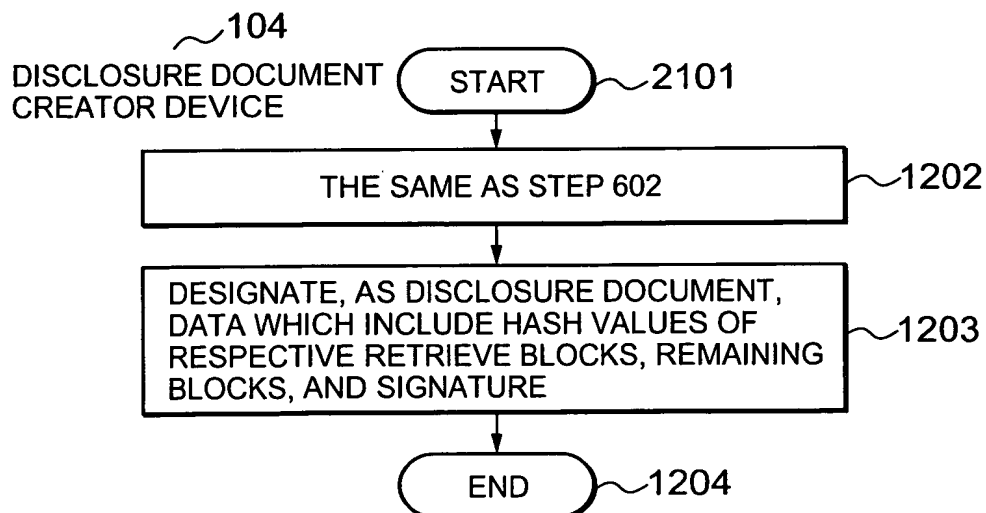 104
DISCLOSURE DOCUMENT
CREATOR DEVICE
START
2101
THE SAME AS STEP 602
1202
DESIGNATE, AS DISCLOSURE DOCUMENT,
DATA WHICH INCLUDE HASH VALUES OF
RESPECTIVE RETRIEVE BLOCKS, REMAINING
BLOCKS, AND SIGNATURE
1203
END
1204